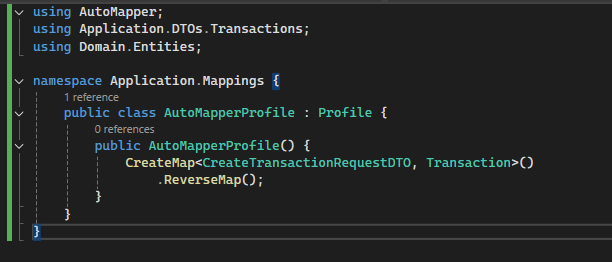 using AutoMapper;
using Application.DTOs.Transactions;
using Domain.Entities;
namespace Application.Mappings {
1 reference
public class AutoMapperProfile : Profile {
0 references
public AutoMapperProfile() {
CreateMap<CreateTransactionRequestDTO, Transaction>()
.ReverseMap();
}
}
}